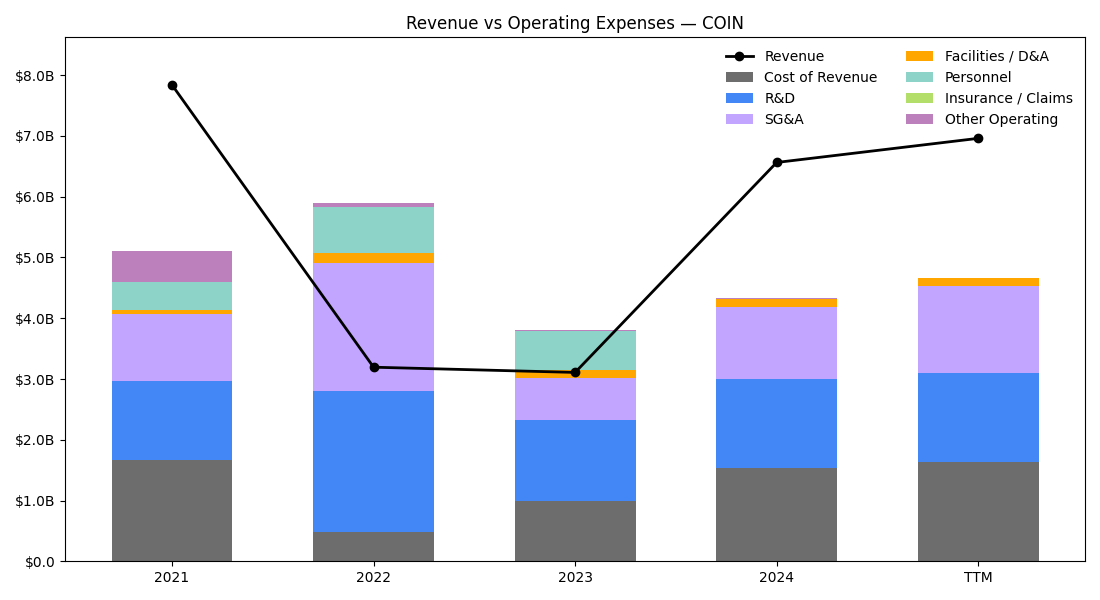 Revenue vs Operating Expenses — COIN
Revenue
Cost of Revenue
R&D
SG&A
Facilities / D&A
Personnel
Insurance / Claims
Other Operating
$8.0B
$7.0B
$6.0B
$5.0B
$4.0B
$3.0B
$2.0B
$1.0B
$0.0
2021 2022 2023 2024 TTM